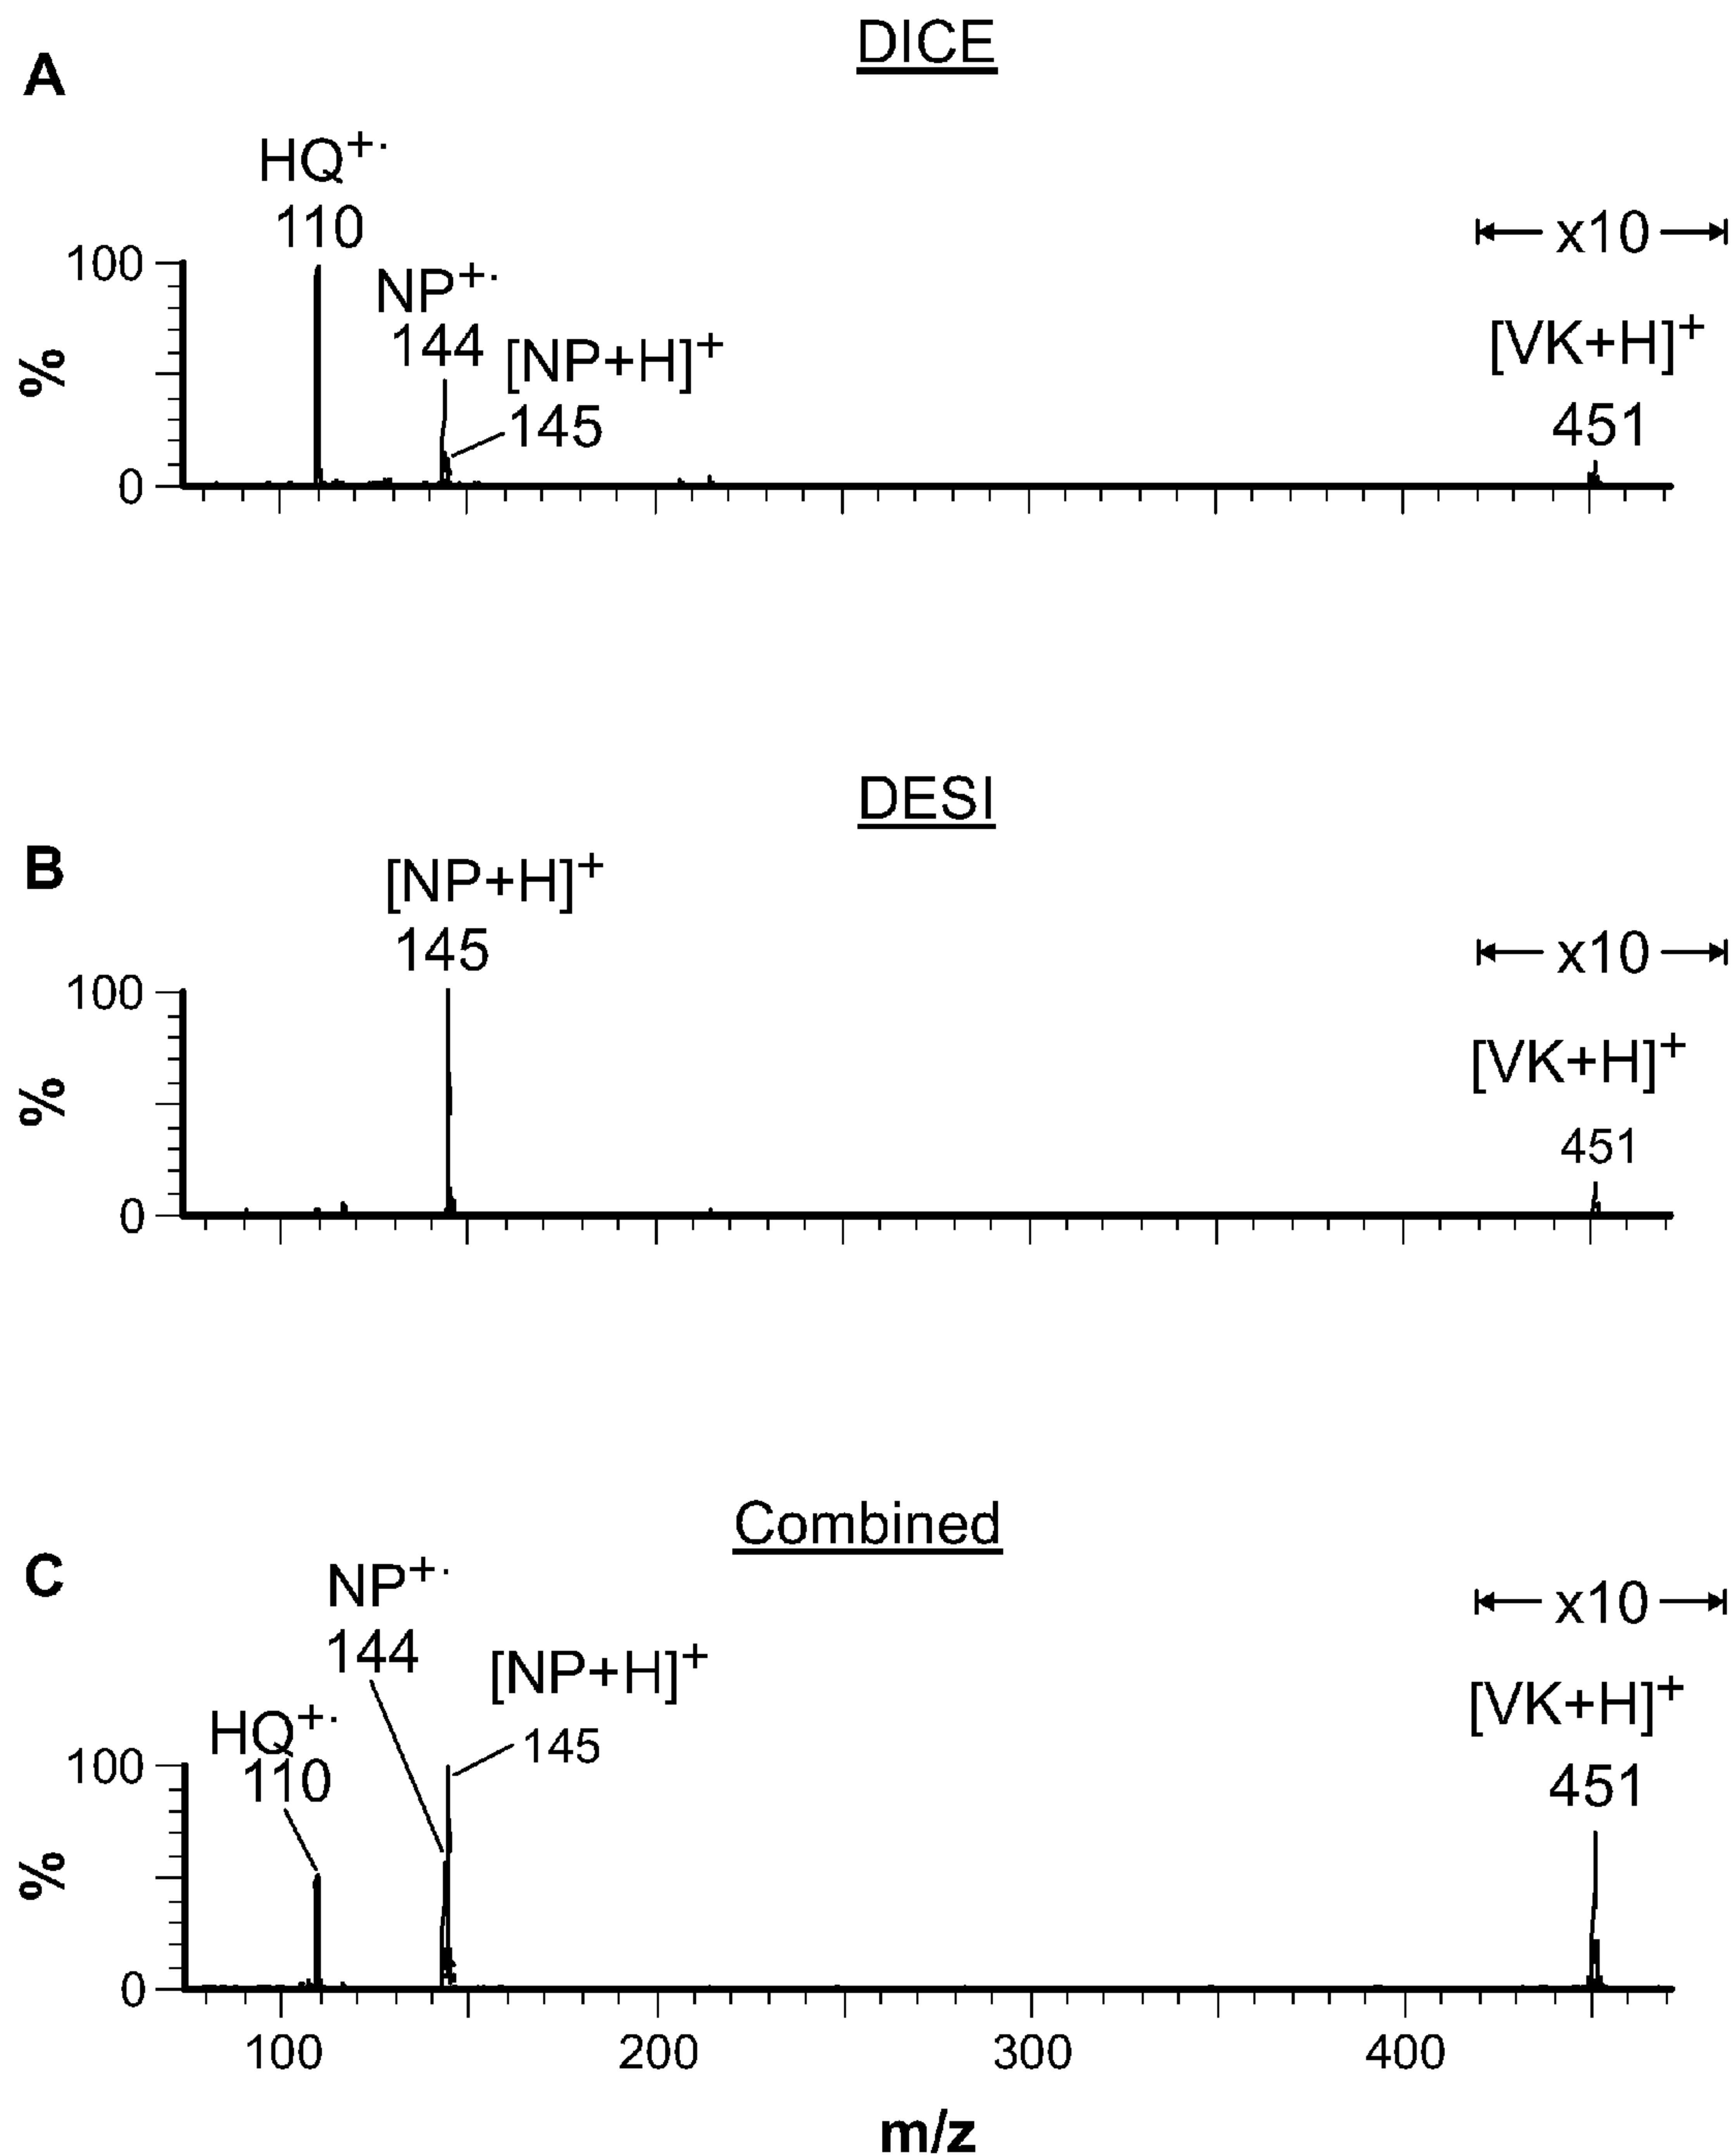 DICE
A
HQ+·
110
x10
100
NP+·
144
[NP+H]+
145
[VK+H]+
451
%
0
DESI
B
[NP+H]+
145
x10
100
[VK+H]+
451
%
0
Combined
C
NP+·
144
x10
[NP+H]+
145
[VK+H]+
451
HQ+·
110
100
%
0
100 200 300 400
m/z